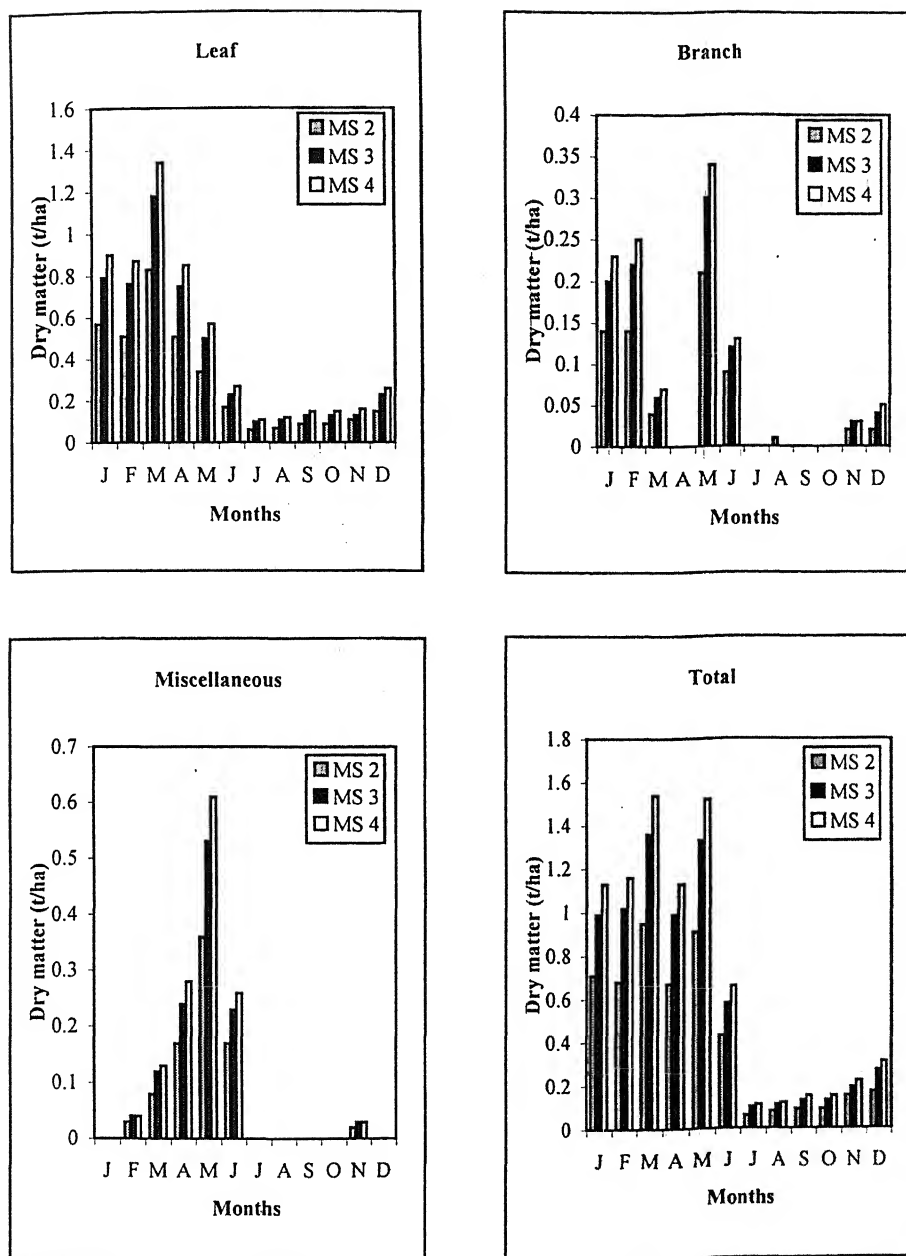 Leaf
1.6
1.4
1.2
1
0.8
0.6
0.4
0.2
0
Dry matter (t/ha)
MS 2
MS 3
MS 4
J F M A M J J A S O N D
Months
Branch
0.4
0.35
0.3
0.25
0.2
0.15
0.1
0.05
0
Dry matter (t/ha)
MS 2
MS 3
MS 4
J F M A M J J A S O N D
Months
Miscellaneous
0.7
0.6
0.5
0.4
0.3
0.2
0.1
0
Dry matter (t/ha)
MS 2
MS 3
MS 4
J F M A M J J A S O N D
Months
Total
1.8
1.6
1.4
1.2
1
0.8
0.6
0.4
0.2
0
Dry matter (t/ha)
MS 2
MS 3
MS 4
J F M A M J J A S O N D
Months